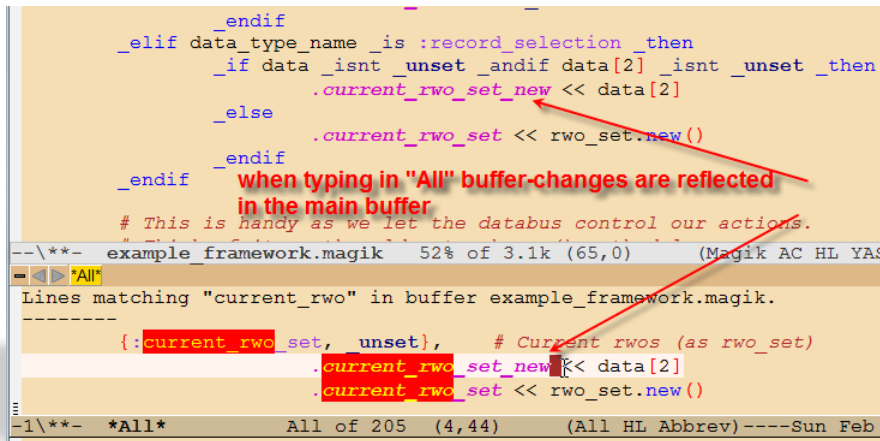 _endif
_elif data_type_name _is :record_selection _then
_if data _isnt _unset _andif data[2] _isnt _unset _then
.current_rwo_set_new << data[2]
_else
.current_rwo_set << rwo_set.new()
_endif
_endif
when typing in "All" buffer-changes are reflected
in the main buffer
# This is handy as we let the databus control our actions.
--\**- example_framework.magik 52% of 3.1k (65,0) (Magik AC HL YAS
*All*
Lines matching "current_rwo" in buffer example_framework.magik.
--------
{:current_rwo_set, _unset}, # Current rwos (as rwo_set)
.current_rwo_set_new << data[2]
.current_rwo_set << rwo_set.new()
-1\**- *All* All of 205 (4,44) (All HL Abbrev)----Sun Feb